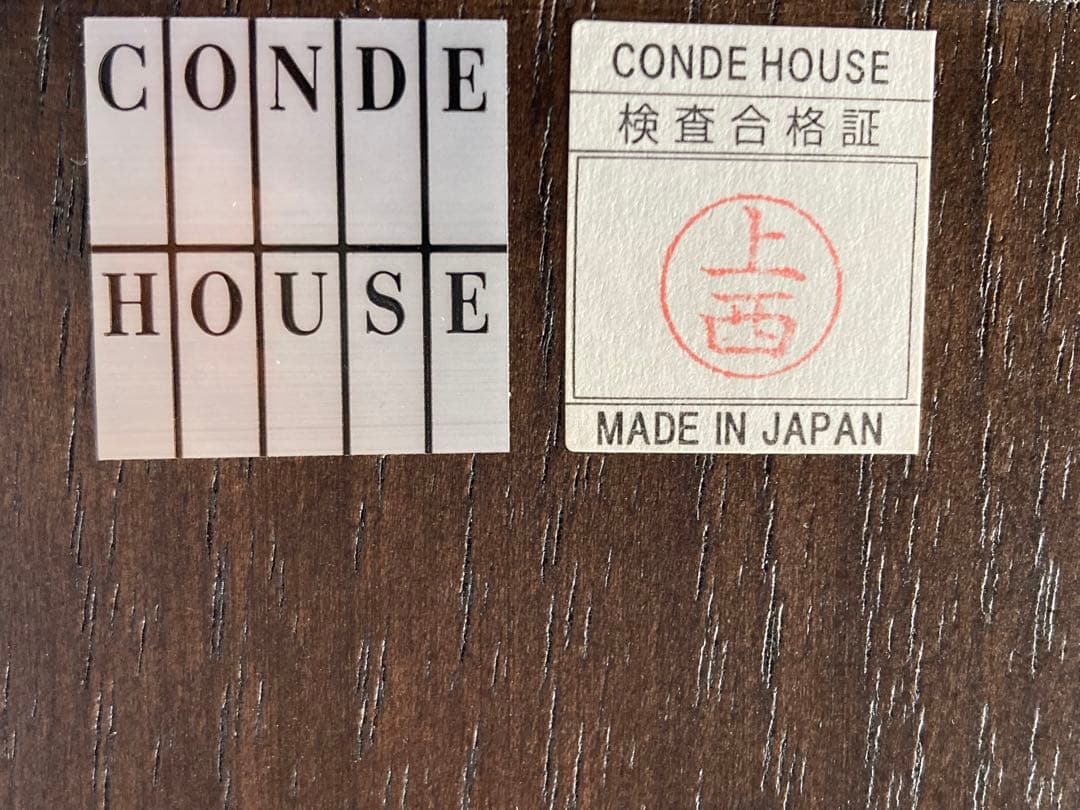 CONDE
HOUSE
CONDE HOUSE
検査合格証
上西
MADE IN JAPAN